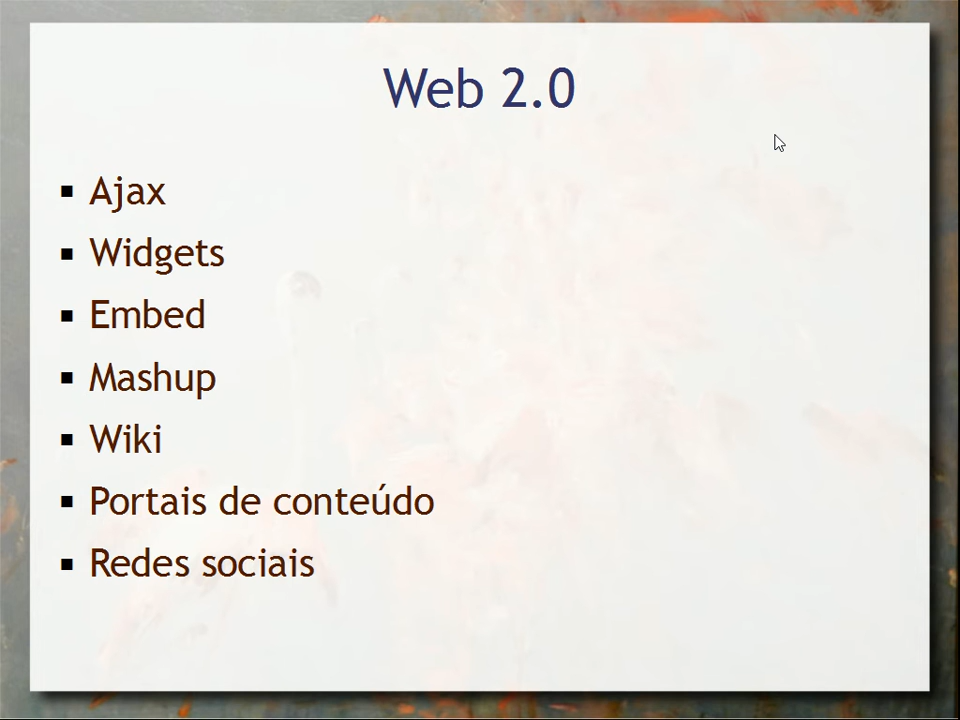 Web 2.0
Ajax
Widgets
Embed
Mashup
Wiki
Portais de conteúdo
Redes sociais